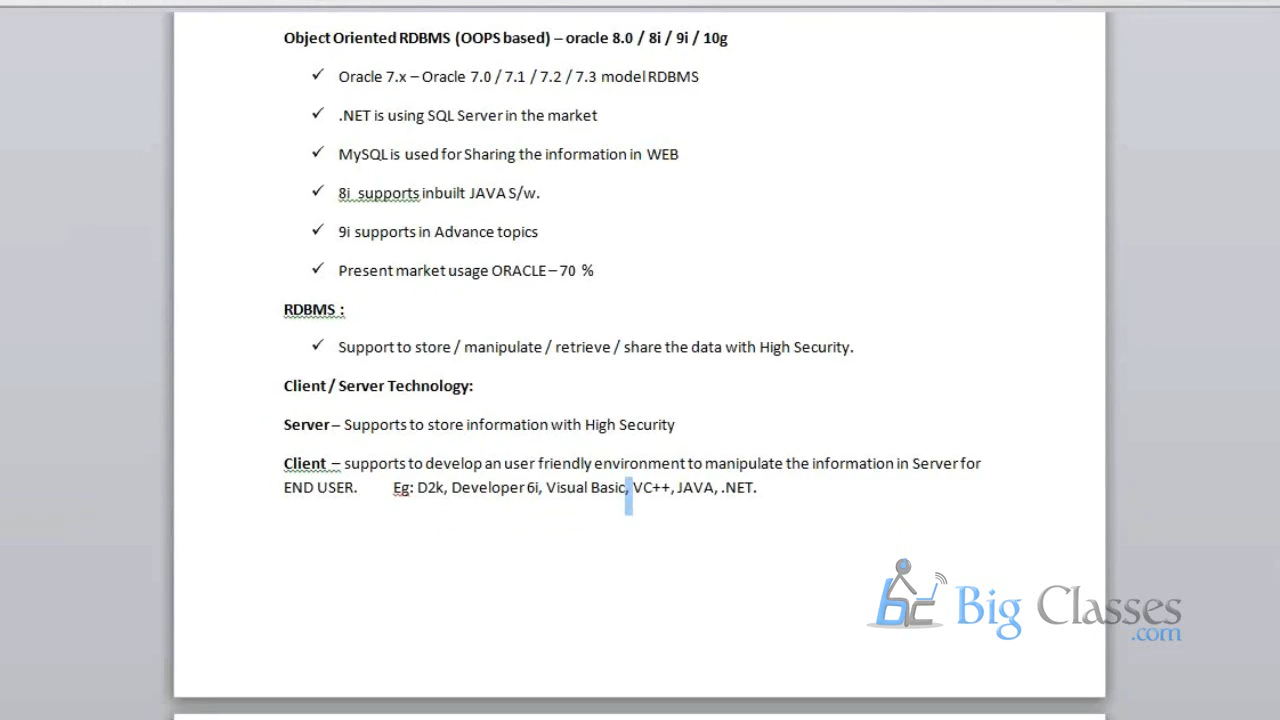 Object Oriented RDBMS (OOPS based) – oracle 8.0 / 8i / 9i / 10g
✓ Oracle 7.x – Oracle 7.0 / 7.1 / 7.2 / 7.3 model RDBMS
✓ .NET is using SQL Server in the market
✓ MySQL is used for Sharing the information in WEB
✓ 8i supports inbuilt JAVA S/w.
✓ 9i supports in Advance topics
✓ Present market usage ORACLE – 70 %
RDBMS :
✓ Support to store / manipulate / retrieve / share the data with High Security.
Client / Server Technology:
Server – Supports to store information with High Security
Client – supports to develop an user friendly environment to manipulate the information in Server for
END USER. Eg: D2k, Developer 6i, Visual Basic, VC++, JAVA, .NET.
bc Big Classes
.com